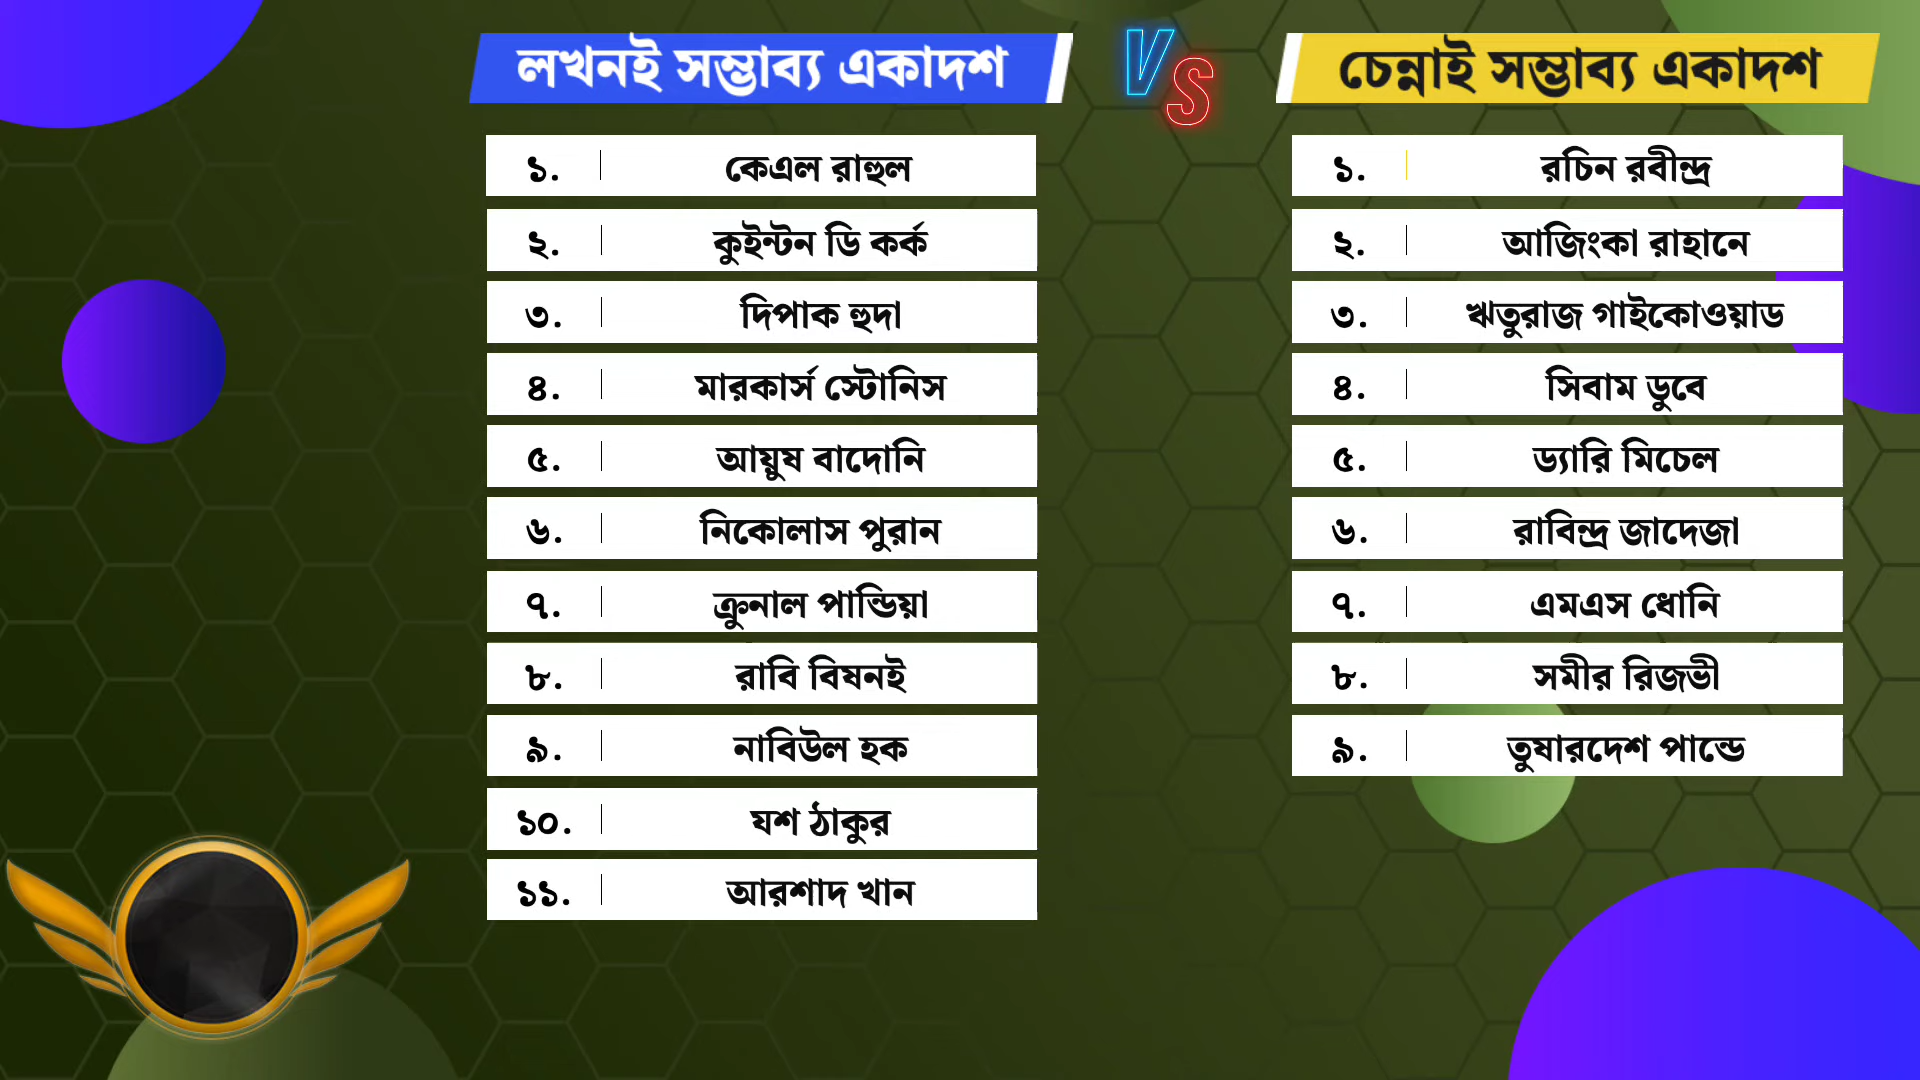 লখনই সম্ভাব্য একাদশ
VS
চেন্নাই সম্ভাব্য একাদশ
১. কেএল রাহুল
২. কুইন্টন ডি কর্ক
৩. দিপাক হুদা
৪. মারকার্স স্টোনিস
৫. আয়ুষ বাদোনি
৬. নিকোলাস পুরান
৭. ক্রুনাল পান্ডিয়া
৮. রাবি বিষনই
৯. নাবিউল হক
১০. যশ ঠাকুর
১১. আরশাদ খান
১. রচিন রবীন্দ্র
২. আজিংকা রাহানে
৩. ঋতুরাজ গাইকোওয়াড
৪. সিবাম ডুবে
৫. ড্যারি মিচেল
৬. রাবিন্দ্র জাদেজা
৭. এমএস ধোনি
৮. সমীর রিজভী
৯. তুষারদেশ পান্ডে